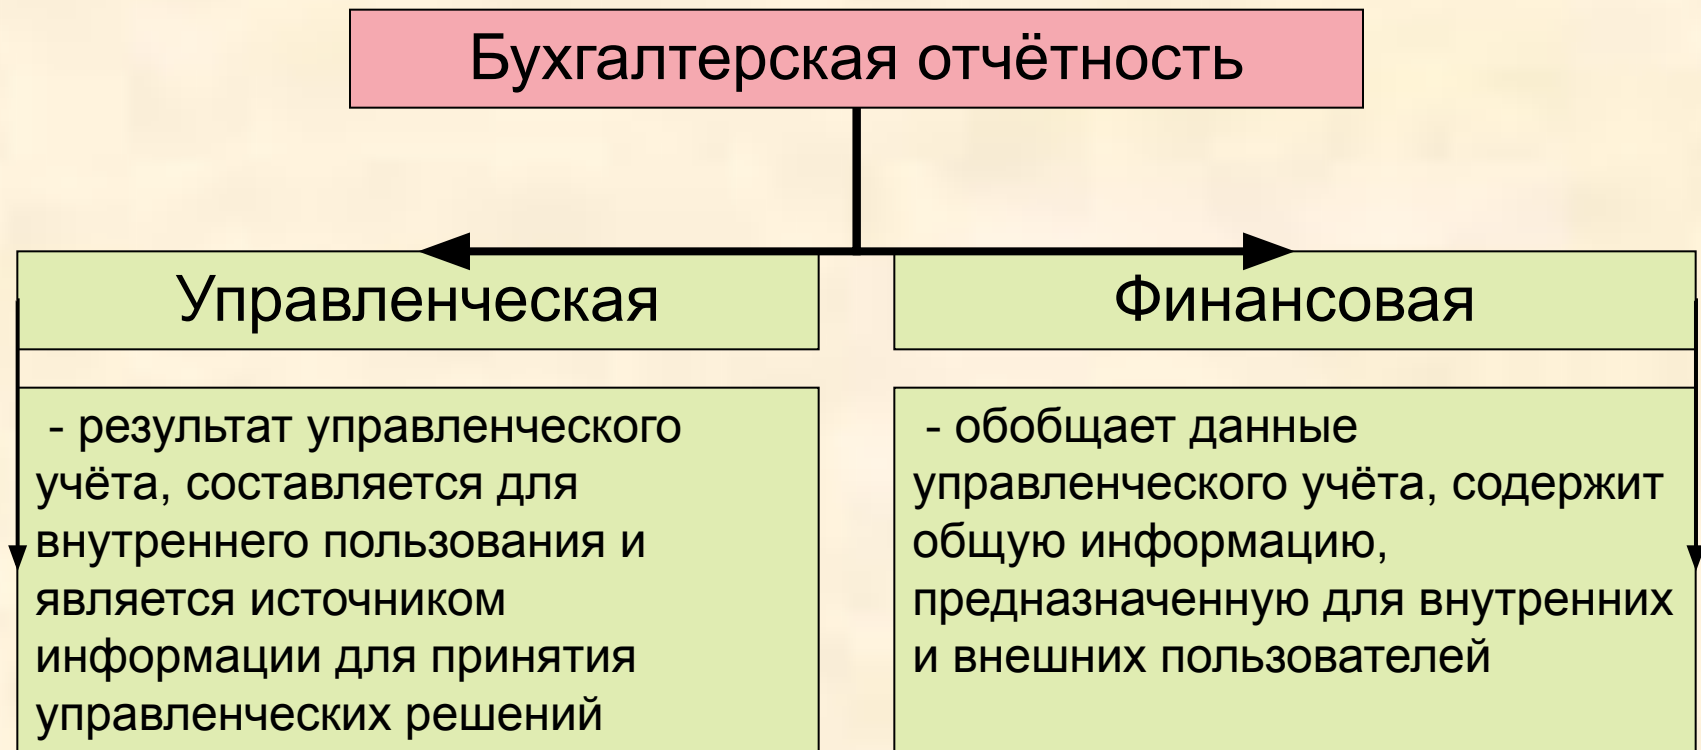 Бухгалтерская отчётность
Управленческая
Финансовая
- результат управленческого
учёта, составляется для
внутреннего пользования и
является источником
информации для принятия
управленческих решений
- обобщает данные
управленческого учёта, содержит
общую информацию,
предназначенную для внутренних
и внешних пользователей